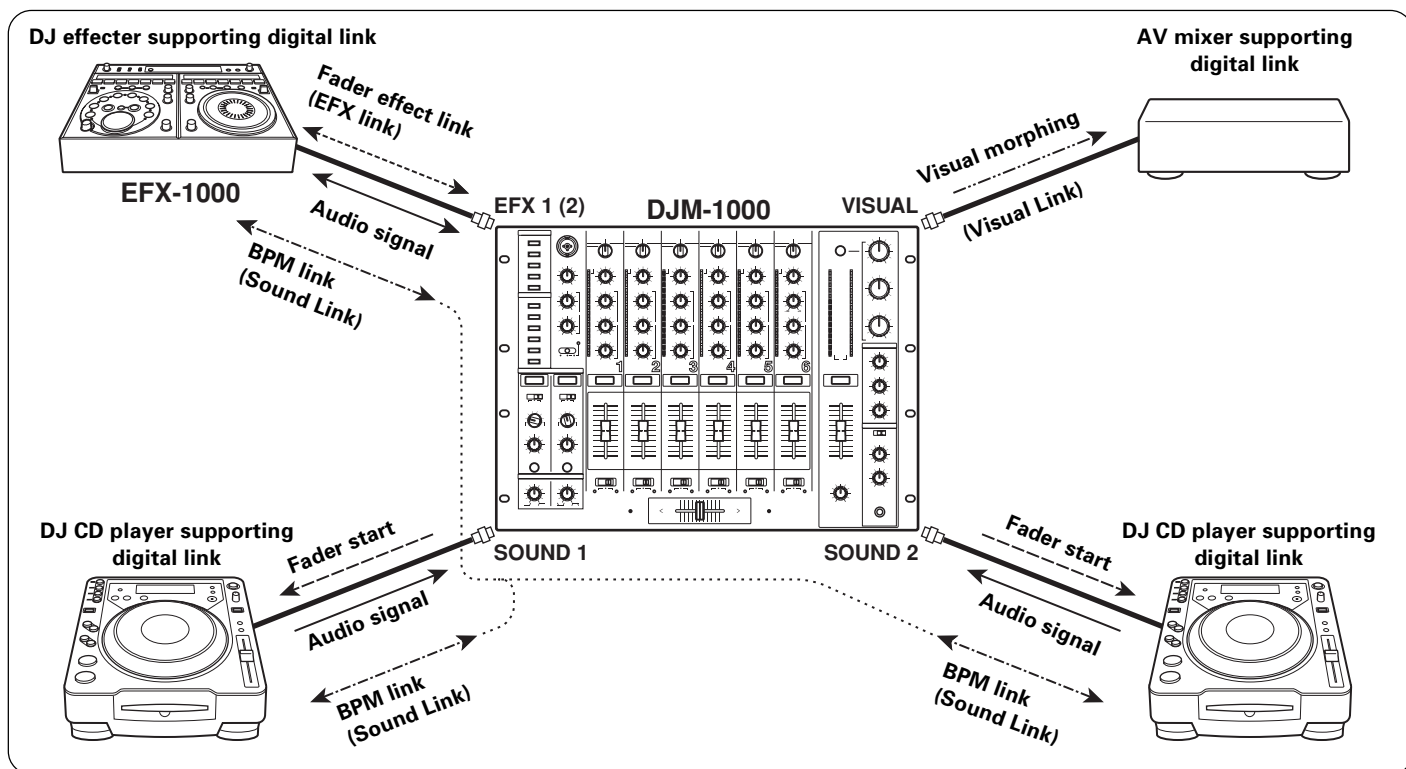 DJ effecter supporting digital link
EFX-1000
Fader effect link
(EFX link)
Audio signal
BPM link
(Sound Link)
AV mixer supporting
digital link
Visual morphing
(Visual Link)
EFX 1 (2)
DJM-1000
VISUAL
1
2
3
4
5
6
SOUND 1
SOUND 2
DJ CD player supporting
digital link
Fader start
Audio signal
BPM link
(Sound Link)
DJ CD player supporting
digital link
Fader start
Audio signal
BPM link
(Sound Link)